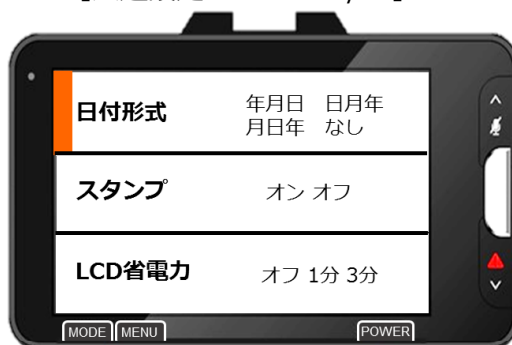 日付形式
年月日 日月年
月日年 なし
スタンプ
オン オフ
LCD省電力
オフ 1分 3分
MODE MENU POWER